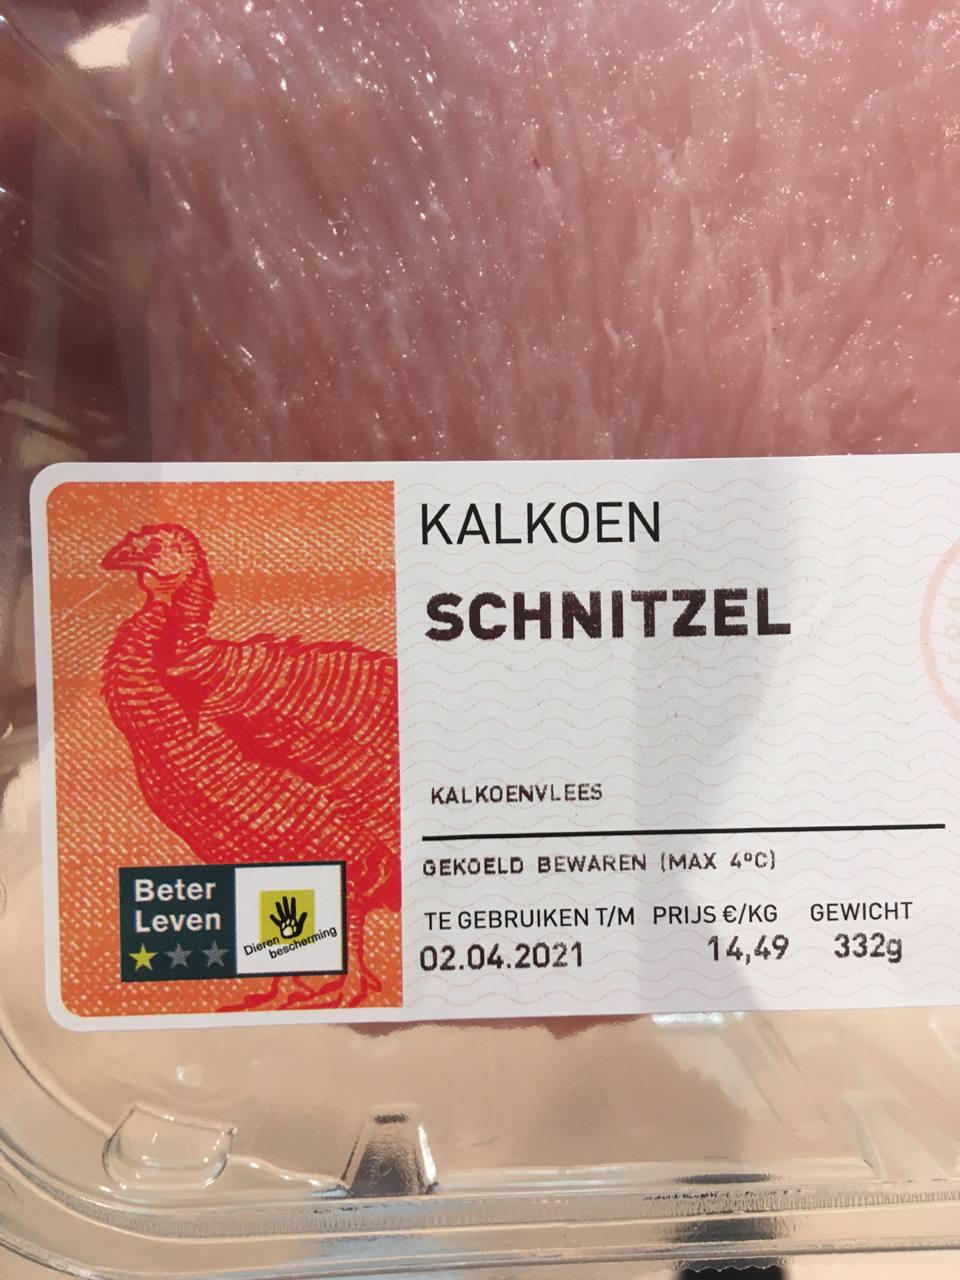 KALKOEN
SCHNITZEL
KALKOENVLEES
GEKOELD BEWAREN (MAX 4ºC)
TE GEBRUIKEN T/M PRIJS €/KG GEWICHT
02.04.2021 14,49 332g
Beter
Leven
Dieren
bescherming